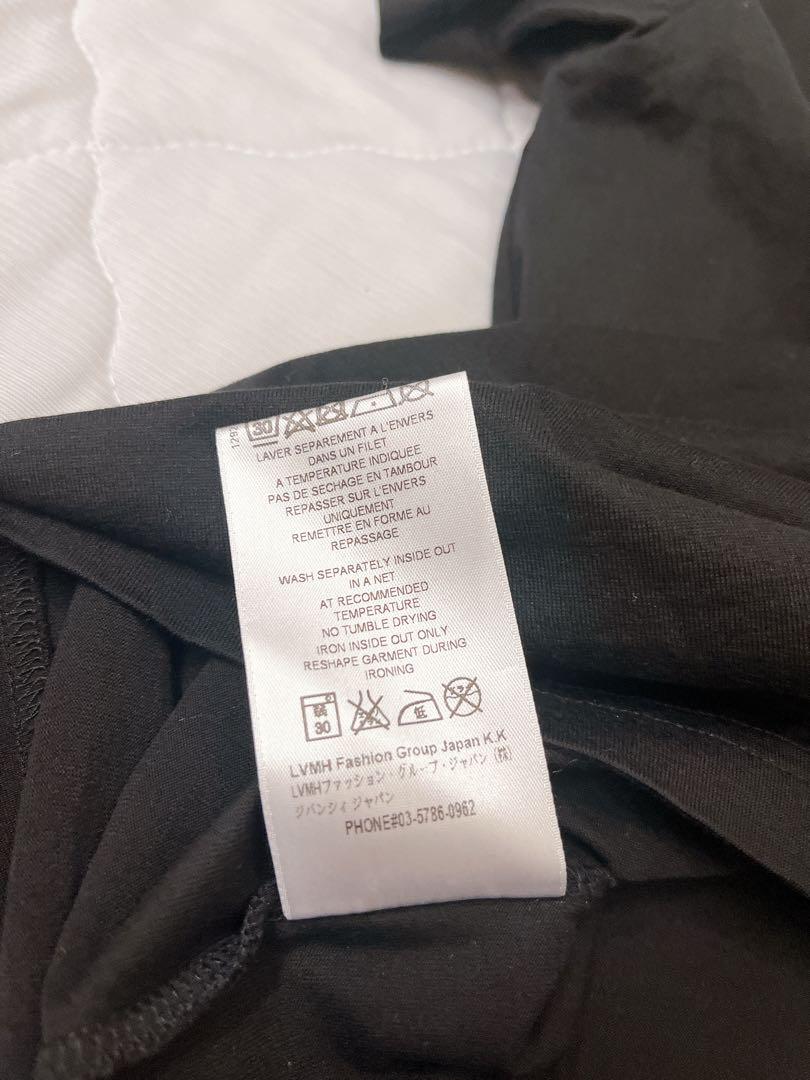 129
30
LAVER SEPAREMENT A L'ENVERS
DANS UN FILET
A TEMPERATURE INDIQUEE
PAS DE SECHAGE EN TAMBOUR
REPASSER SUR L'ENVERS
UNIQUEMENT
REMETTRE EN FORME AU
REPASSAGE
WASH SEPARATELY INSIDE OUT
IN A NET
AT RECOMMENDED
TEMPERATURE
NO TUMBLE DRYING
IRON INSIDE OUT ONLY
RESHAPE GARMENT DURING
IRONING
30 低
LVMH Fashion Group Japan K.K
LVMHファッション・グループ・ジャパン (株)
ジバンシィ ジャパン
PHONE#03-5786-0962